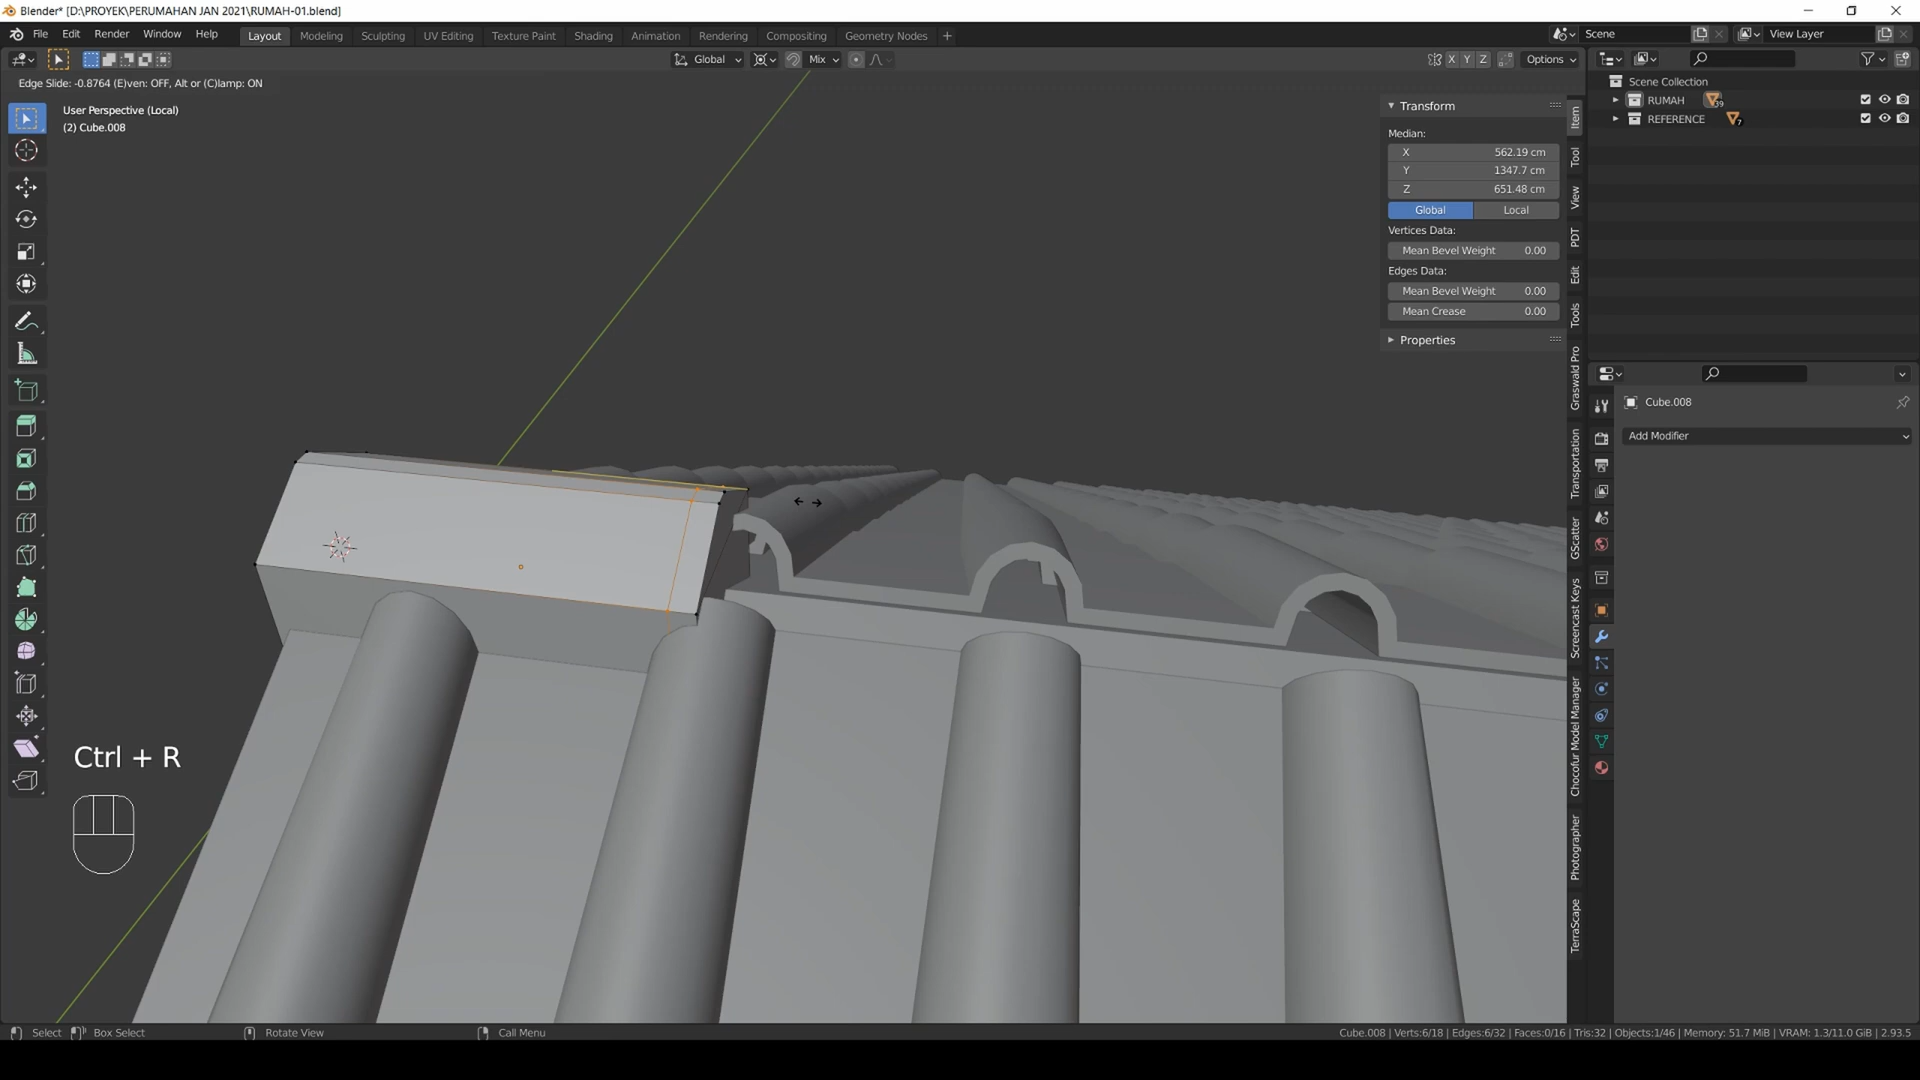 Blender* [D:\PROYEK\PERUMAHAN JAN 2021\RUMAH-01.blend]
File Edit Render Window Help Layout Modeling Sculpting UV Editing Texture Paint Shading Animation Rendering Compositing Geometry Nodes + Scene View Layer
Global Mix X Y Z Options
Edge Slide: -0.8764 (E)ven: OFF, Alt or (C)lamp: ON
User Perspective (Local)
(2) Cube.008
Transform
Median:
X 562.19 cm
Y 1347.7 cm
Z 651.48 cm
Global Local
Vertices Data:
Mean Bevel Weight 0.00
Edges Data:
Mean Bevel Weight 0.00
Mean Crease 0.00
Properties
Item
Tool
View
PDT
Edit
Tools
Graswald Pro
Transportation
GScatter
Screencast Keys
Chocofur Model Manager
Photographer
TerraScape
Scene Collection
RUMAH 39
REFERENCE 7
Cube.008
Add Modifier
Ctrl + R
Select Box Select Rotate View Call Menu
Cube.008 | Verts:6/18 | Edges:6/32 | Faces:0/16 | Tris:32 | Objects:1/46 | Memory: 51.7 MiB | VRAM: 1.3/11.0 GiB | 2.93.5